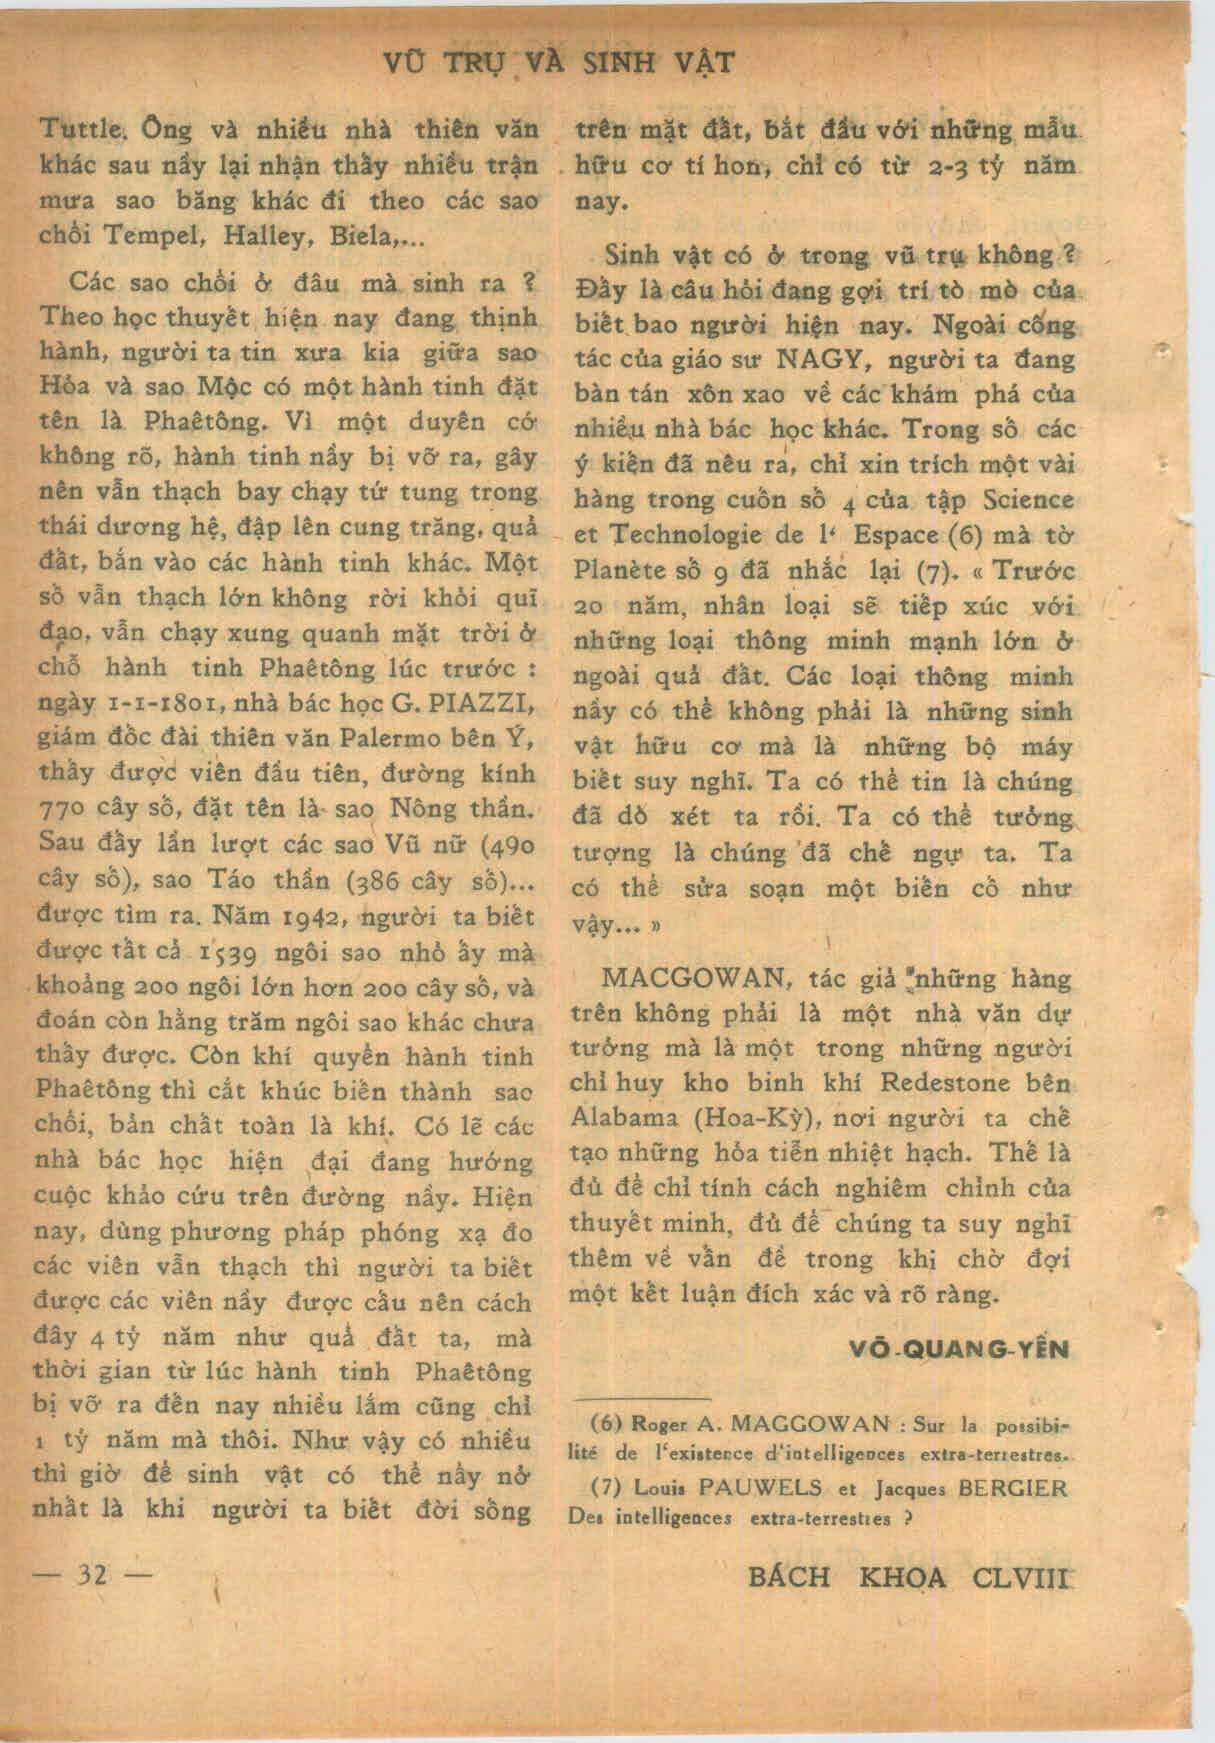 VŨ TRỤ VÀ SINH VẬT
Tuttle. Ông và nhiều nhà thiên văn
khác sau nầy lại nhận thấy nhiều trận
mưa sao băng khác đi theo các sao
chổi Tempel, Halley, Biela,...
Các sao chổi ở đâu mà sinh ra ?
Theo học thuyết hiện nay đang thịnh
hành, người ta tin xưa kia giữa sao
Hỏa và sao Mộc có một hành tinh đặt
tên là Phaêtông. Vì một duyên cớ
không rõ, hành tinh nầy bị vỡ ra, gây
nên vẫn thạch bay chạy tứ tung trong
thái dương hệ, đập lên cung trăng, quả
đất, bắn vào các hành tinh khác. Một
số vẫn thạch lớn không rời khỏi quĩ
đạo, vẫn chạy xung quanh mặt trời ở
chỗ hành tinh Phaêtông lúc trước :
ngày 1-1-1801, nhà bác học G. PIAZZI,
giám đốc đài thiên văn Palermo bên Ý,
thấy được viên đầu tiên, đường kính
770 cây số, đặt tên là sao Nông thần.
Sau đấy lần lượt các sao Vũ nữ (490
cây số), sao Táo thần (386 cây số)...
được tìm ra. Năm 1942, người ta biết
được tất cả 1539 ngôi sao nhỏ ấy mà
khoảng 200 ngôi lớn hơn 200 cây số, và
đoán còn hằng trăm ngôi sao khác chưa
thấy được. Còn khí quyển hành tinh
Phaêtông thì cắt khúc biến thành sao
chổi, bản chất toàn là khí. Có lẽ các
nhà bác học hiện đại đang hướng
cuộc khảo cứu trên đường nầy. Hiện
nay, dùng phương pháp phóng xạ đo
các viên vẫn thạch thì người ta biết
được các viên nầy được cấu nên cách
đây 4 tỷ năm như quả đất ta, mà
thời gian từ lúc hành tinh Phaêtông
bị vỡ ra đến nay nhiều lắm cũng chỉ
1 tỷ năm mà thôi. Như vậy có nhiều
thì giờ để sinh vật có thể nẩy nở
nhất là khi người ta biết đời sống
trên mặt đất, bắt đầu với những mẫu
hữu cơ tí hon, chỉ có từ 2-3 tỷ năm
nay.
Sinh vật có ở trong vũ trụ không ?
Đấy là câu hỏi đang gợi trí tò mò của
biết bao người hiện nay. Ngoài công
tác của giáo sư NAGY, người ta đang
bàn tán xôn xao về các khám phá của
nhiều nhà bác học khác. Trong số các
ý kiến đã nêu ra, chỉ xin trích một vài
hàng trong cuốn số 4 của tập Science
et Technologie de l‘ Espace (6) mà tờ
Planète số 9 đã nhắc lại (7). « Trước
20 năm, nhân loại sẽ tiếp xúc với
những loại thông minh mạnh lớn ở
ngoài quả đất. Các loại thông minh
nầy có thể không phải là những sinh
vật hữu cơ mà là những bộ máy
biết suy nghĩ. Ta có thể tin là chúng
đã dò xét ta rồi. Ta có thể tưởng
tượng là chúng đã chế ngự ta. Ta
có thể sửa soạn một biến cố như
vậy... »
MACGOWAN, tác giả những hàng
trên không phải là một nhà văn dự
tưởng mà là một trong những người
chỉ huy kho binh khí Redestone bên
Alabama (Hoa-Kỳ), nơi người ta chế
tạo những hỏa tiễn nhiệt hạch. Thế là
đủ để chỉ tính cách nghiêm chỉnh của
thuyết minh, đủ để chúng ta suy nghĩ
thêm về vấn đề trong khi chờ đợi
một kết luận đích xác và rõ ràng.
VÕ-QUANG-YẾN
(6) Roger A. MAGGOWAN : Sur la possibi-
lité de l‘existence d‘intelligences extra-terrestres.
(7) Louis PAUWELS et Jacques BERGIER
Des intelligences extra-terrestres ?
— 32 —
BÁCH KHOA CLVIII